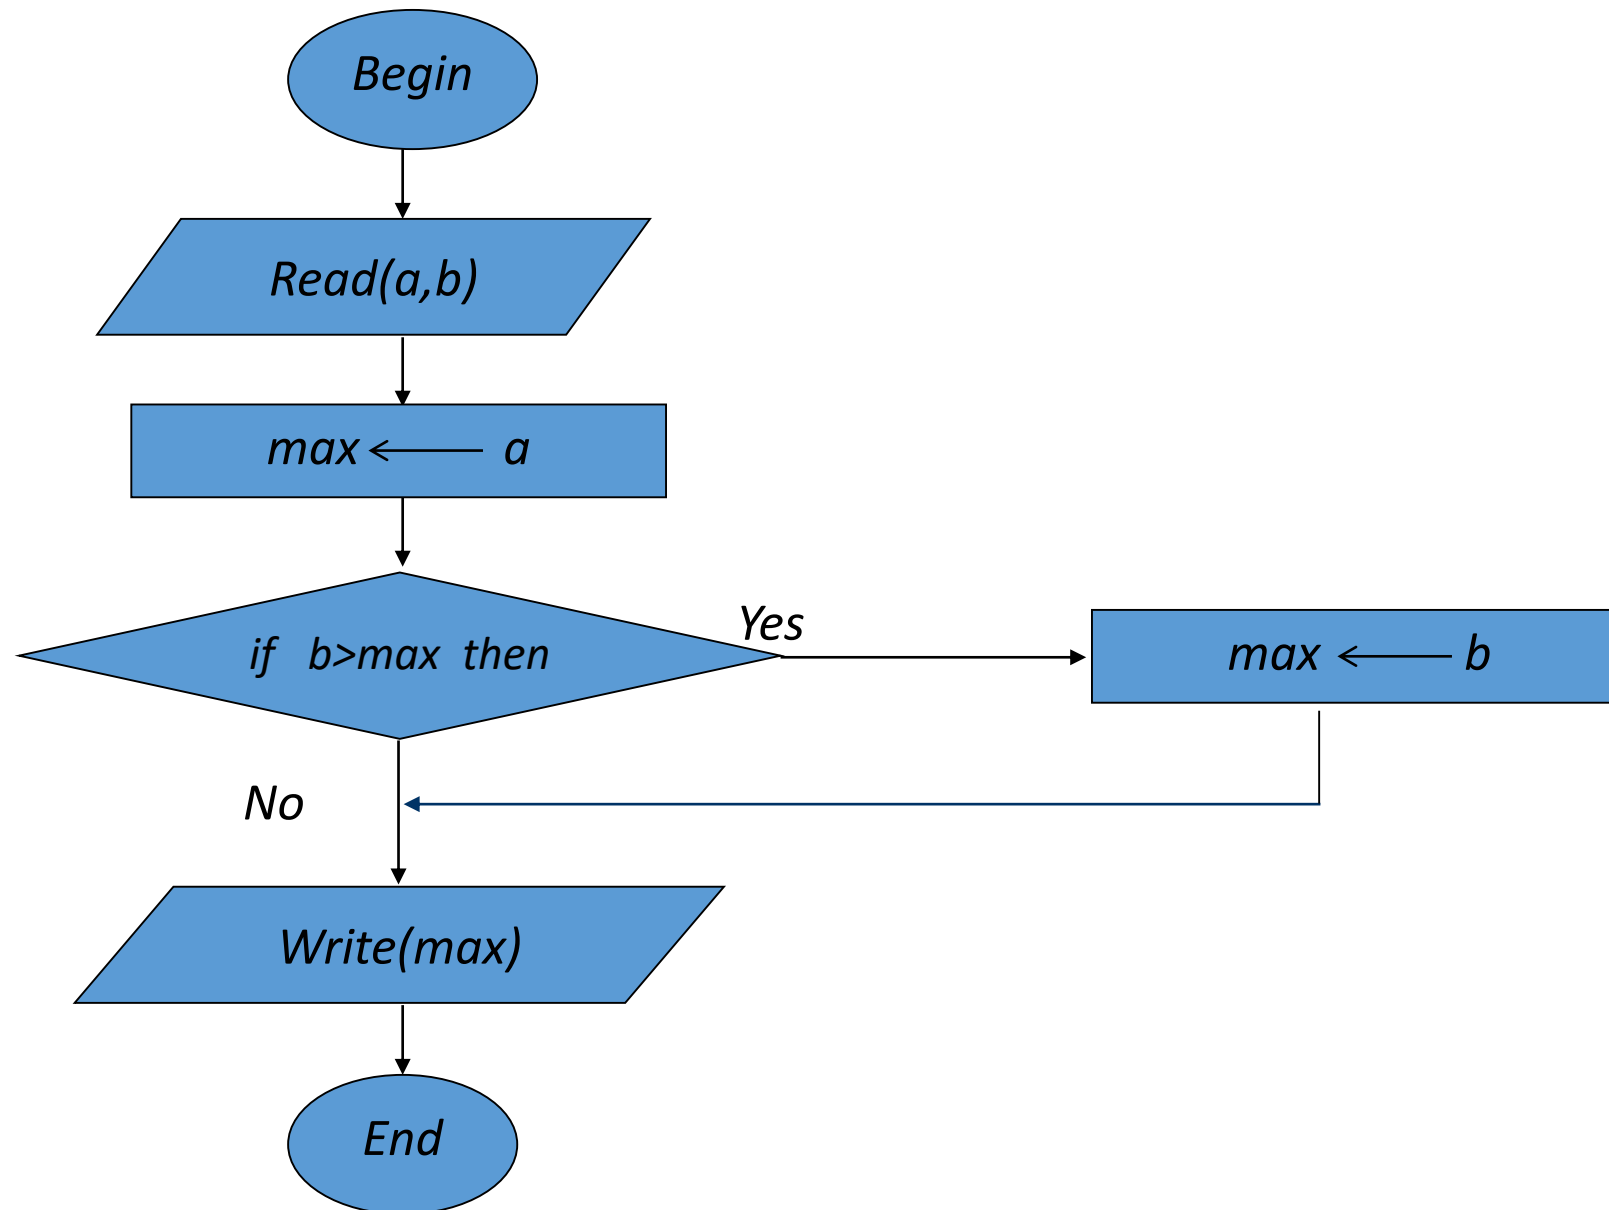 Begin
Read(a,b)
max ← a
if b>max then
Yes
max ← b
No
Write(max)
End